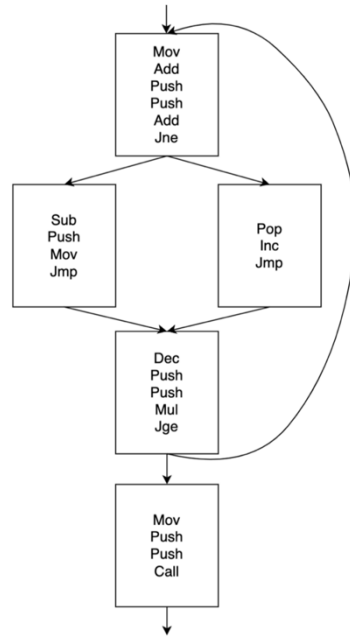 Mov
Add
Push
Push
Add
Jne
Sub
Push
Mov
Jmp
Pop
Inc
Jmp
Dec
Push
Push
Mul
Jge
Mov
Push
Push
Call